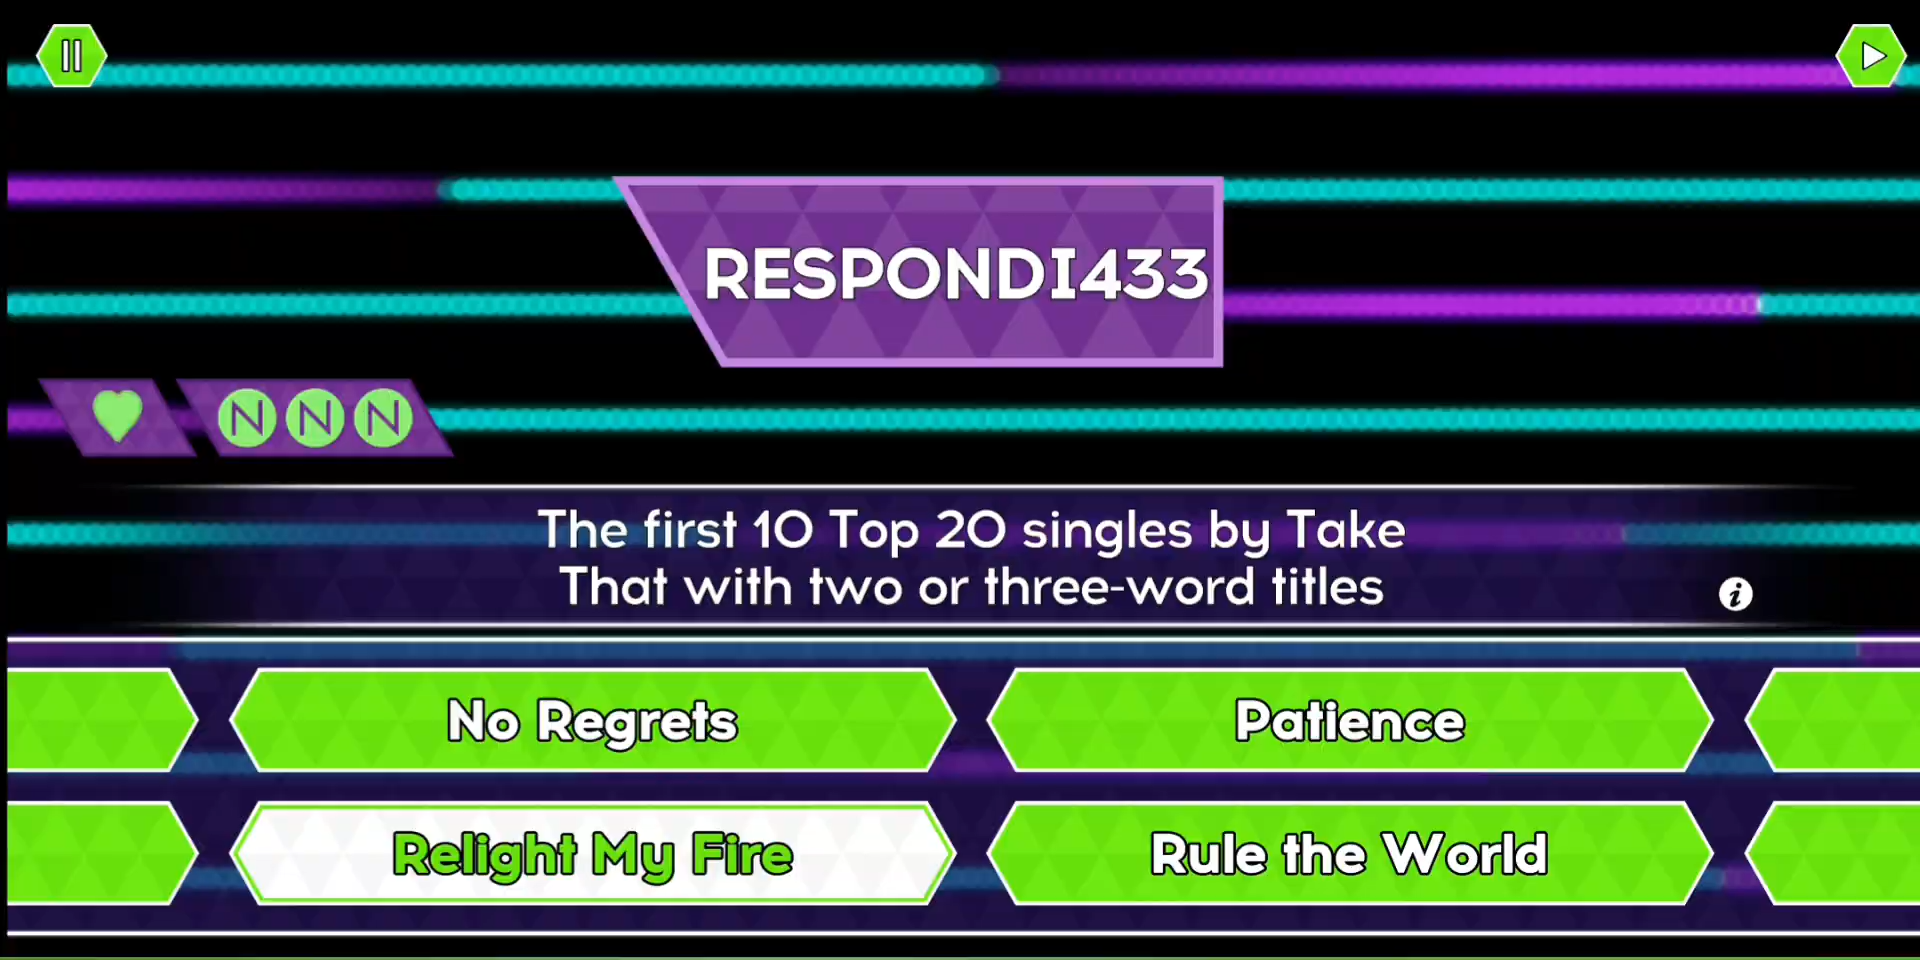 RESPONDI433
N N N
The first 10 Top 20 singles by Take
That with two or three-word titles
i
No Regrets
Patience
Relight My Fire
Rule the World